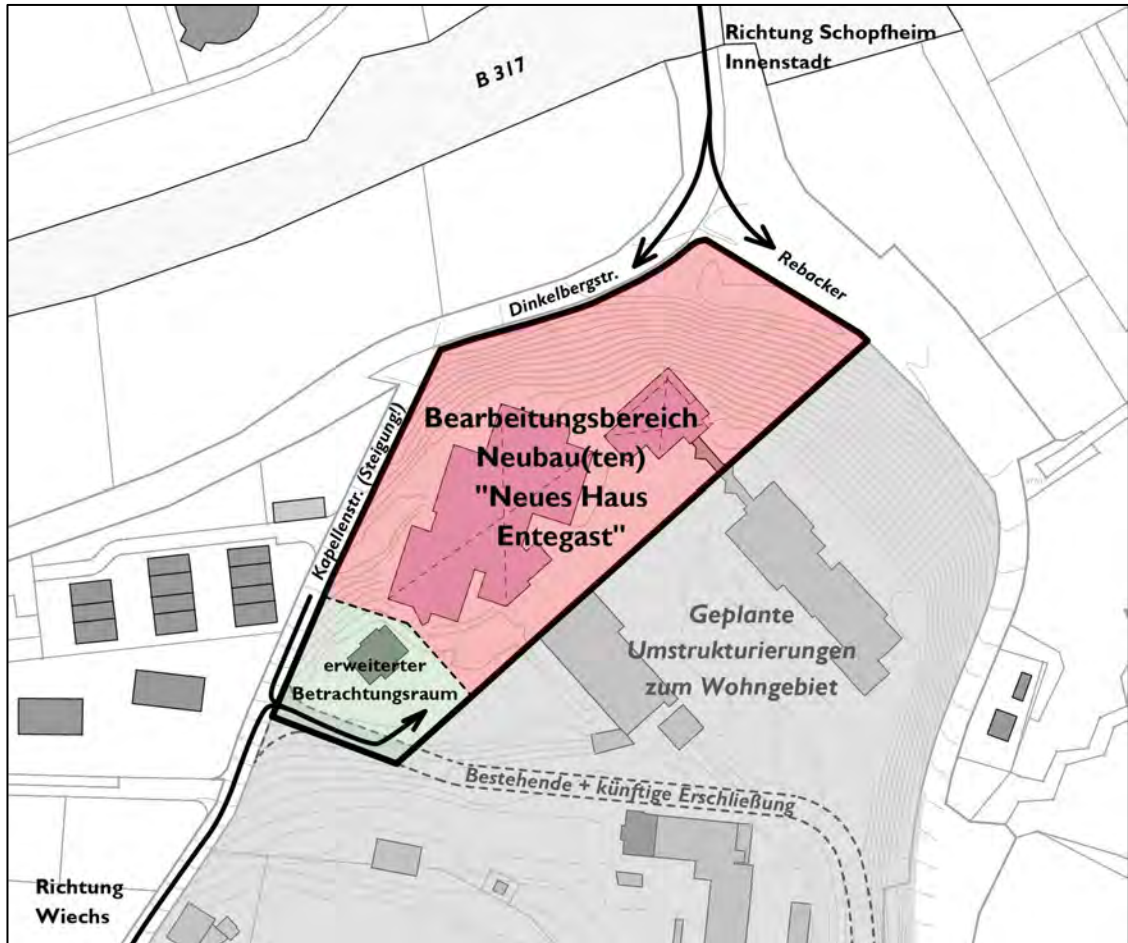 Richtung Schopfheim
Innenstadt
B 317
Rebacker
Dinkelbergstr.
Kapellenstr. (Steigung!)
Bearbeitungsbereich
Neubau(ten)
"Neues Haus
Entegast"
Geplante
Umstrukturierungen
zum Wohngebiet
erweiterter
Betrachtungsraum
Bestehende + künftige Erschließung
Richtung
Wiechs